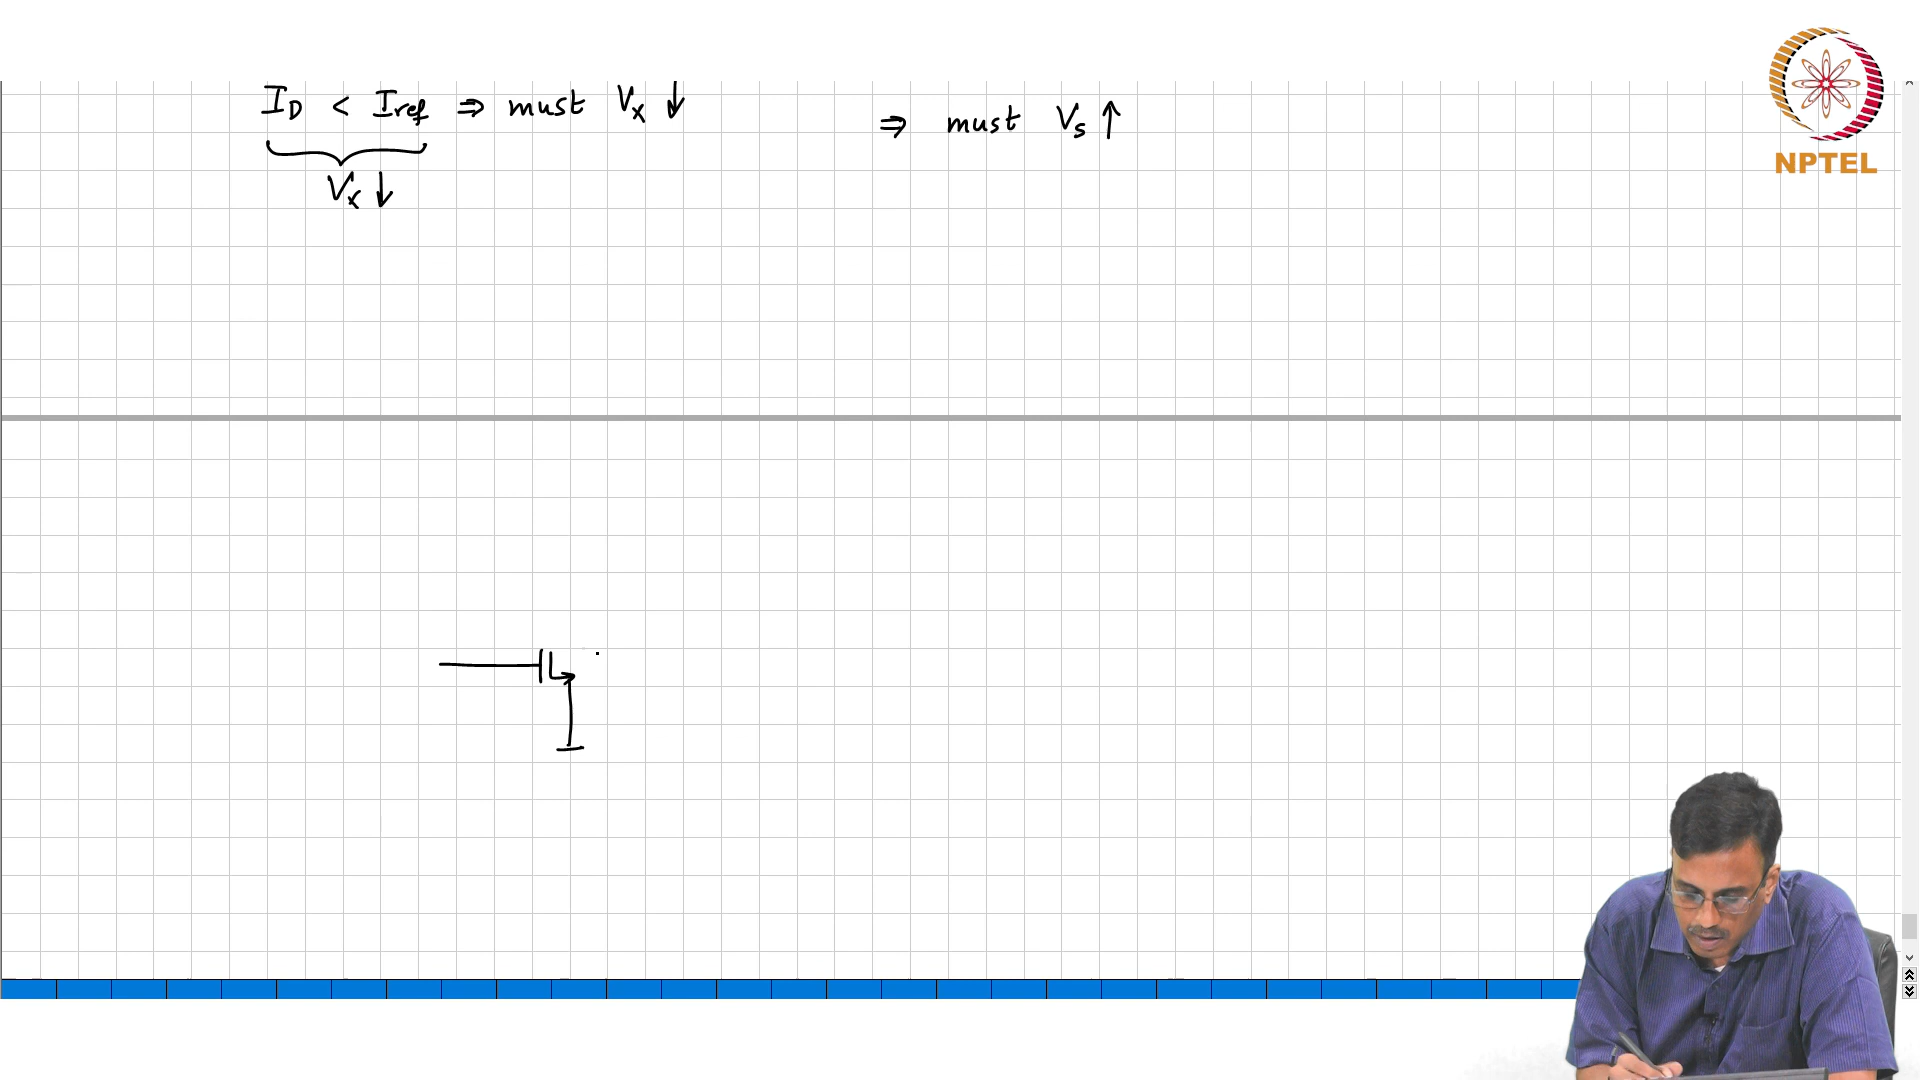 I_D < I_ref ⇒ must V_x ↓
⇒ must V_s ↑
V_x ↓
NPTEL